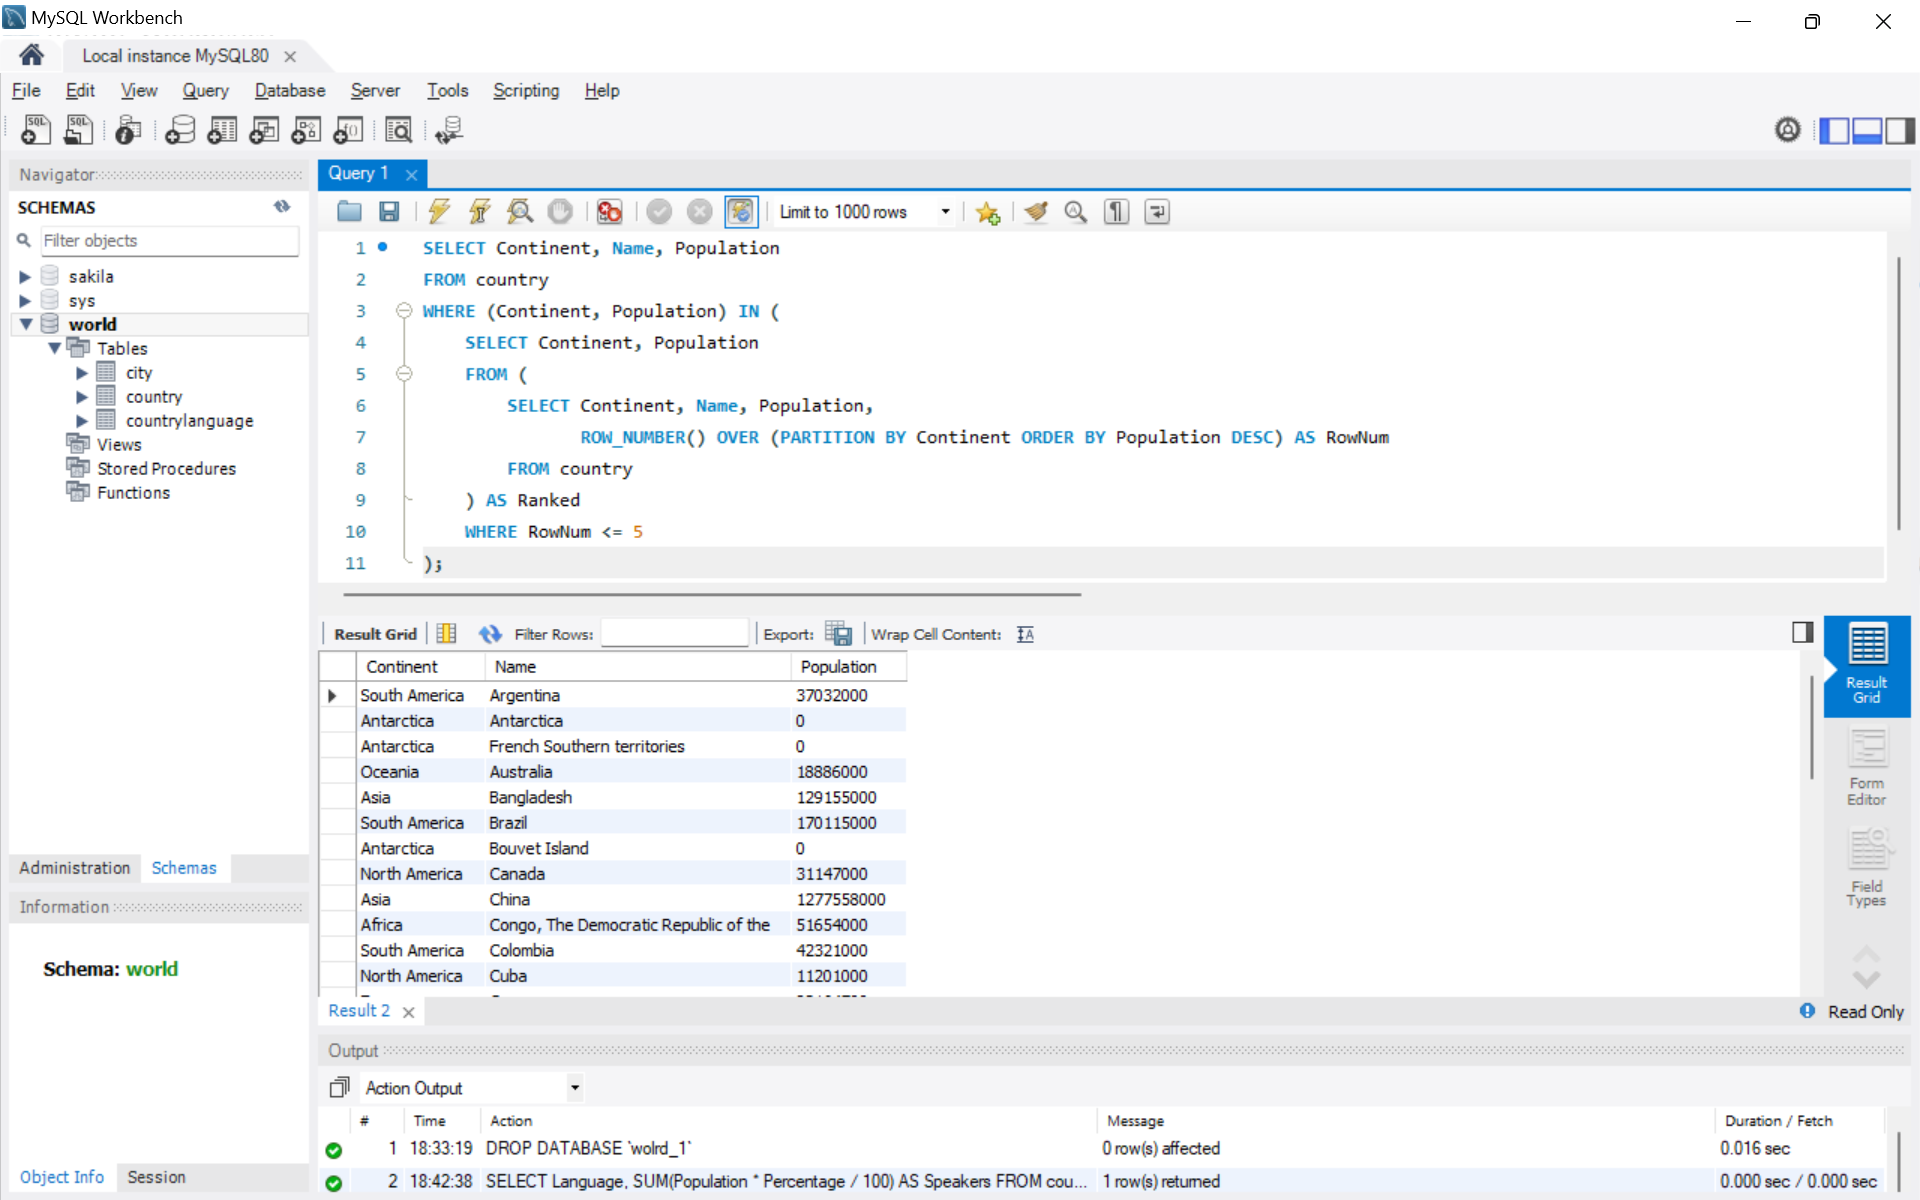 MySQL Workbench
Local instance MySQL80
File Edit View Query Database Server Tools Scripting Help
Navigator
SCHEMAS
Filter objects
sakila
sys
world
Tables
city
country
countrylanguage
Views
Stored Procedures
Functions
Administration Schemas
Information
Schema: world
Object Info Session
Query 1
Limit to 1000 rows
1 SELECT Continent, Name, Population
2 FROM country
3 WHERE (Continent, Population) IN (
4 SELECT Continent, Population
5 FROM (
6 SELECT Continent, Name, Population,
7 ROW_NUMBER() OVER (PARTITION BY Continent ORDER BY Population DESC) AS RowNum
8 FROM country
9 ) AS Ranked
10 WHERE RowNum <= 5
11 );
Result Grid Filter Rows: Export: Wrap Cell Content:
Continent Name Population
South America Argentina 37032000
Antarctica Antarctica 0
Antarctica French Southern territories 0
Oceania Australia 18886000
Asia Bangladesh 129155000
South America Brazil 170115000
Antarctica Bouvet Island 0
North America Canada 31147000
Asia China 1277558000
Africa Congo, The Democratic Republic of the 51654000
South America Colombia 42321000
North America Cuba 11201000
Result
Grid
Form
Editor
Field
Types
Result 2
Read Only
Output
Action Output
# Time Action Message Duration / Fetch
1 18:33:19 DROP DATABASE `wolrd_1` 0 row(s) affected 0.016 sec
2 18:42:38 SELECT Language, SUM(Population * Percentage / 100) AS Speakers FROM cou... 1 row(s) returned 0.000 sec / 0.000 sec